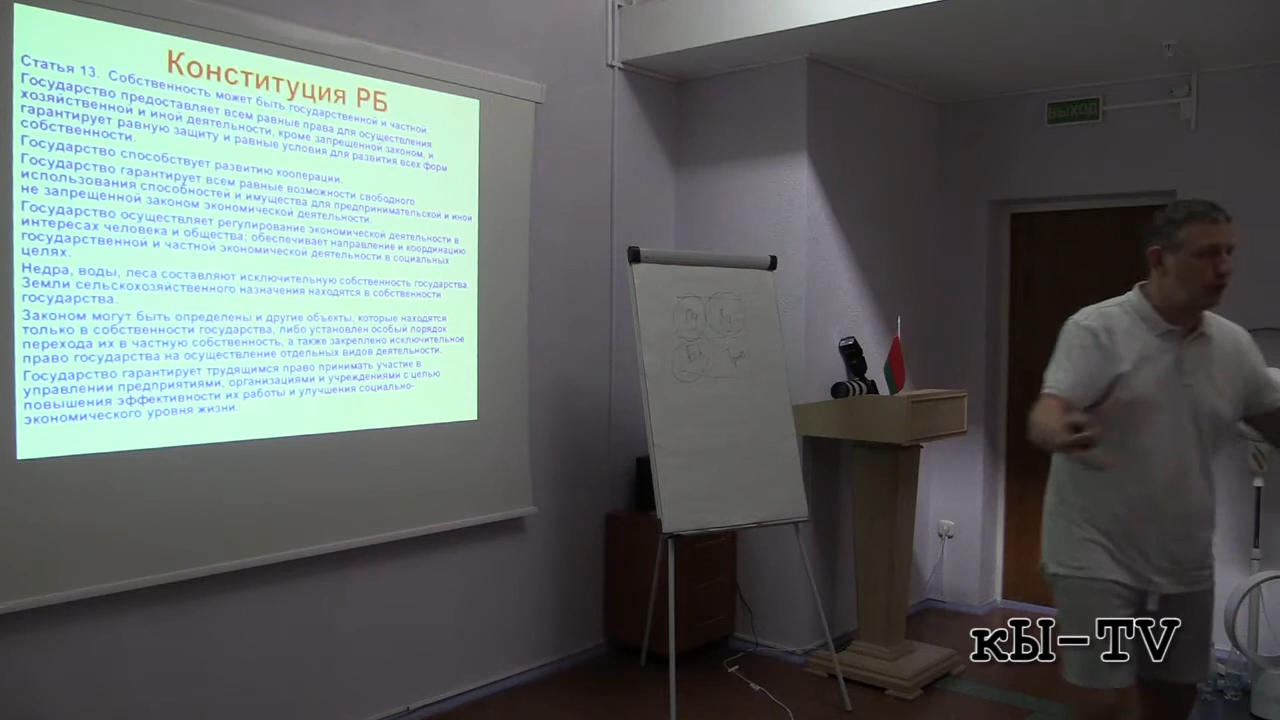 Конституция РБ
Статья 13. Собственность может быть государственной и частной.
Государство предоставляет всем равные права для осуществления
хозяйственной и иной деятельности, кроме запрещенной законом, и
гарантирует равную защиту и равные условия для развития всех форм
собственности.
Государство способствует развитию кооперации.
Государство гарантирует всем равные возможности свободного
использования способностей и имущества для предпринимательской и иной
не запрещенной законом экономической деятельности.
Государство осуществляет регулирование экономической деятельности в
интересах человека и общества; обеспечивает направление и координацию
государственной и частной экономической деятельности в социальных
целях.
Недра, воды, леса составляют исключительную собственность государства.
Земли сельскохозяйственного назначения находятся в собственности
государства.
Законом могут быть определены и другие объекты, которые находятся
только в собственности государства, либо установлен особый порядок
перехода их в частную собственность, а также закреплено исключительное
право государства на осуществление отдельных видов деятельности.
Государство гарантирует трудящимся право принимать участие в
управлении предприятиями, организациями и учреждениями с целью
повышения эффективности их работы и улучшения социально-
экономического уровня жизни.
ВЫХОД
кЫ-TV